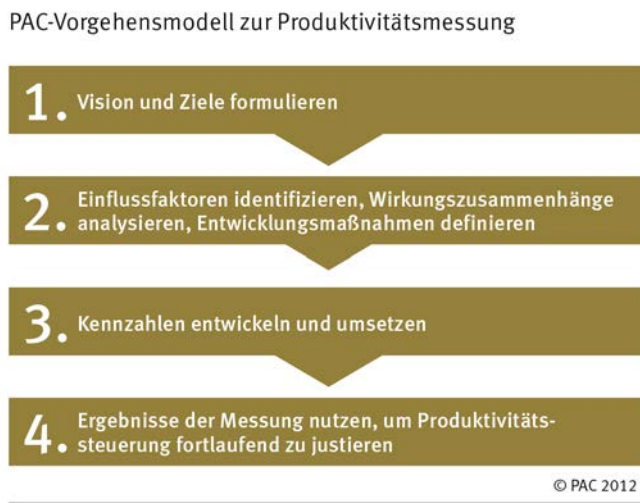 PAC-Vorgehensmodell zur Produktivitätsmessung
1. Vision und Ziele formulieren
2. Einflussfaktoren identifizieren, Wirkungszusammenhänge
analysieren, Entwicklungsmaßnahmen definieren
3. Kennzahlen entwickeln und umsetzen
4. Ergebnisse der Messung nutzen, um Produktivitäts-
steuerung fortlaufend zu justieren
© PAC 2012